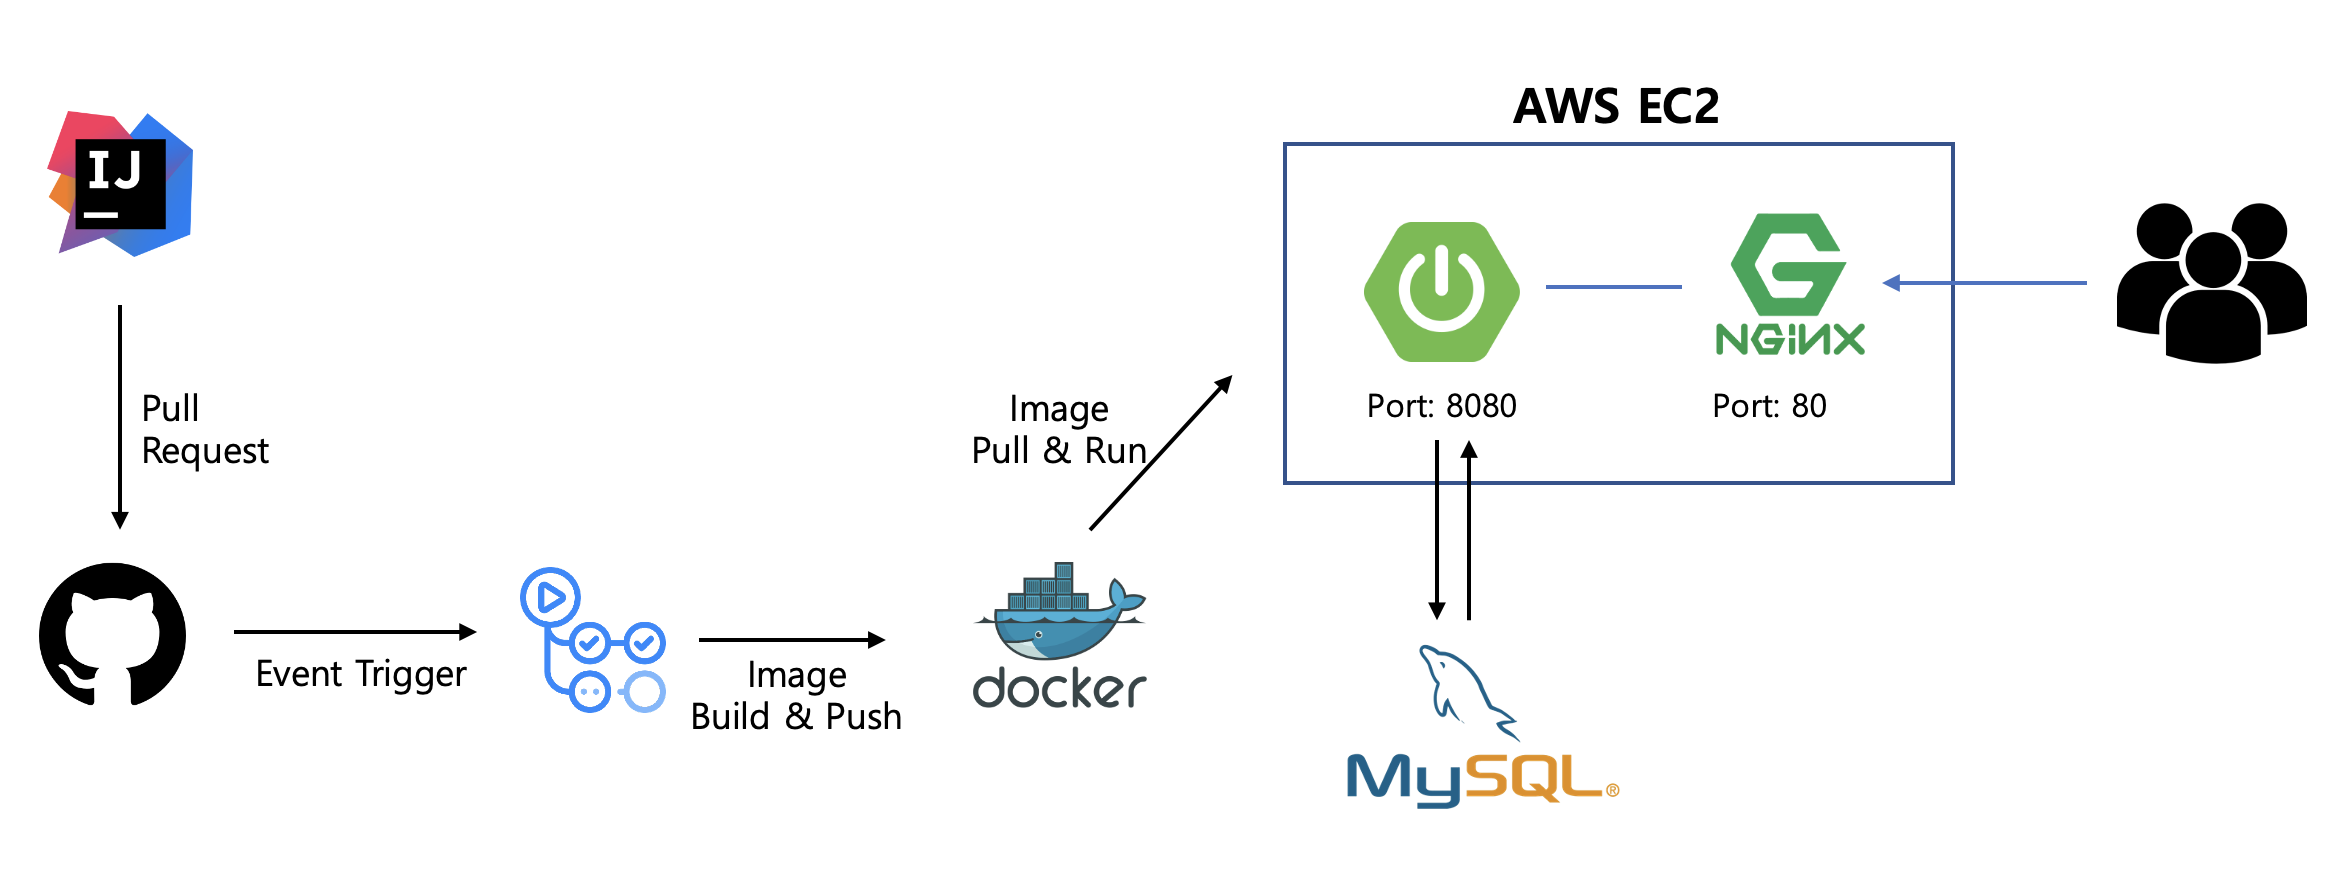 AWS EC2
IJ
NGiNX
Port: 8080
Port: 80
Pull
Request
Image
Pull & Run
Event Trigger
Image
Build & Push
docker
MySQL®